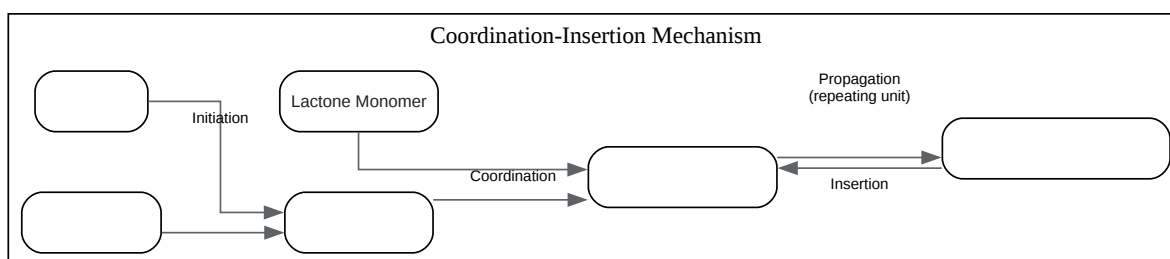 Coordination-Insertion Mechanism
Lactone Monomer
Initiation
Propagation
(repeating unit)
Coordination
Insertion